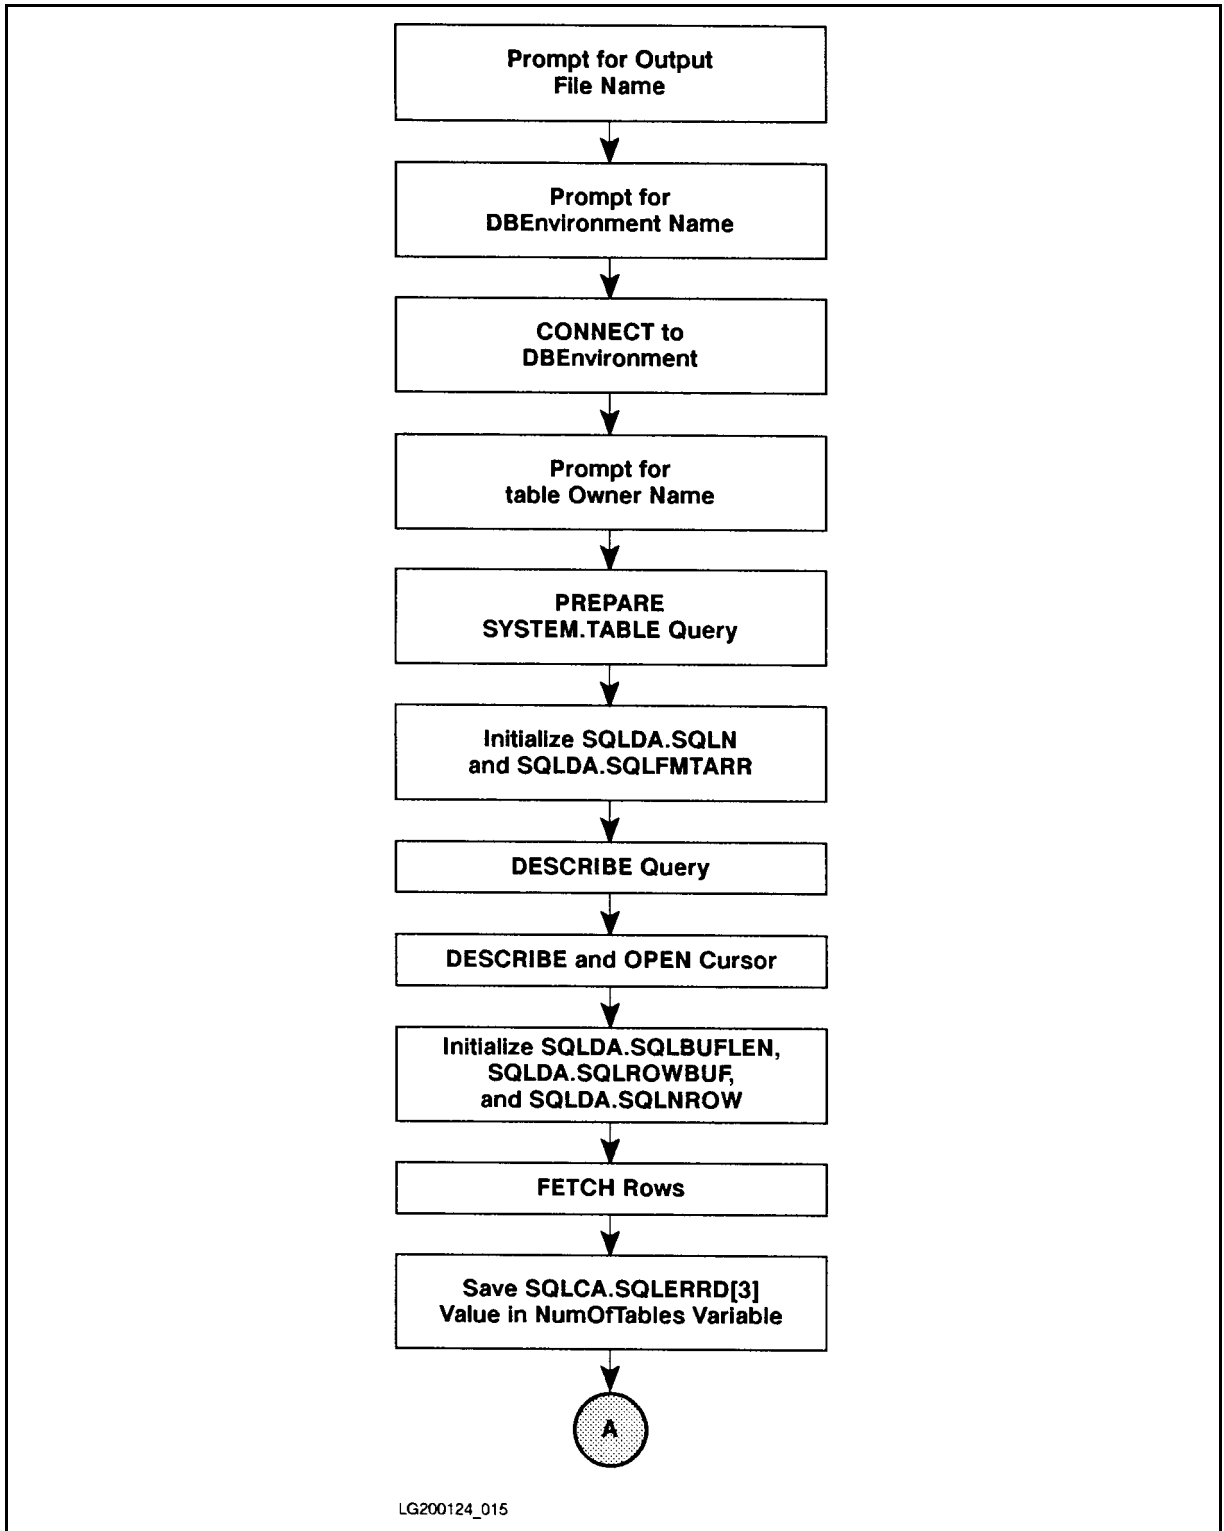 Prompt for Output
File Name
Prompt for
DBEnvironment Name
CONNECT to
DBEnvironment
Prompt for
table Owner Name
PREPARE
SYSTEM.TABLE Query
Initialize SQLDA.SQLN
and SQLDA.SQLFMTARR
DESCRIBE Query
DESCRIBE and OPEN Cursor
Initialize SQLDA.SQLBUFLEN,
SQLDA.SQLROWBUF,
and SQLDA.SQLNROW
FETCH Rows
Save SQLCA.SQLERRD[3]
Value in NumOfTables Variable
A
LG200124_015